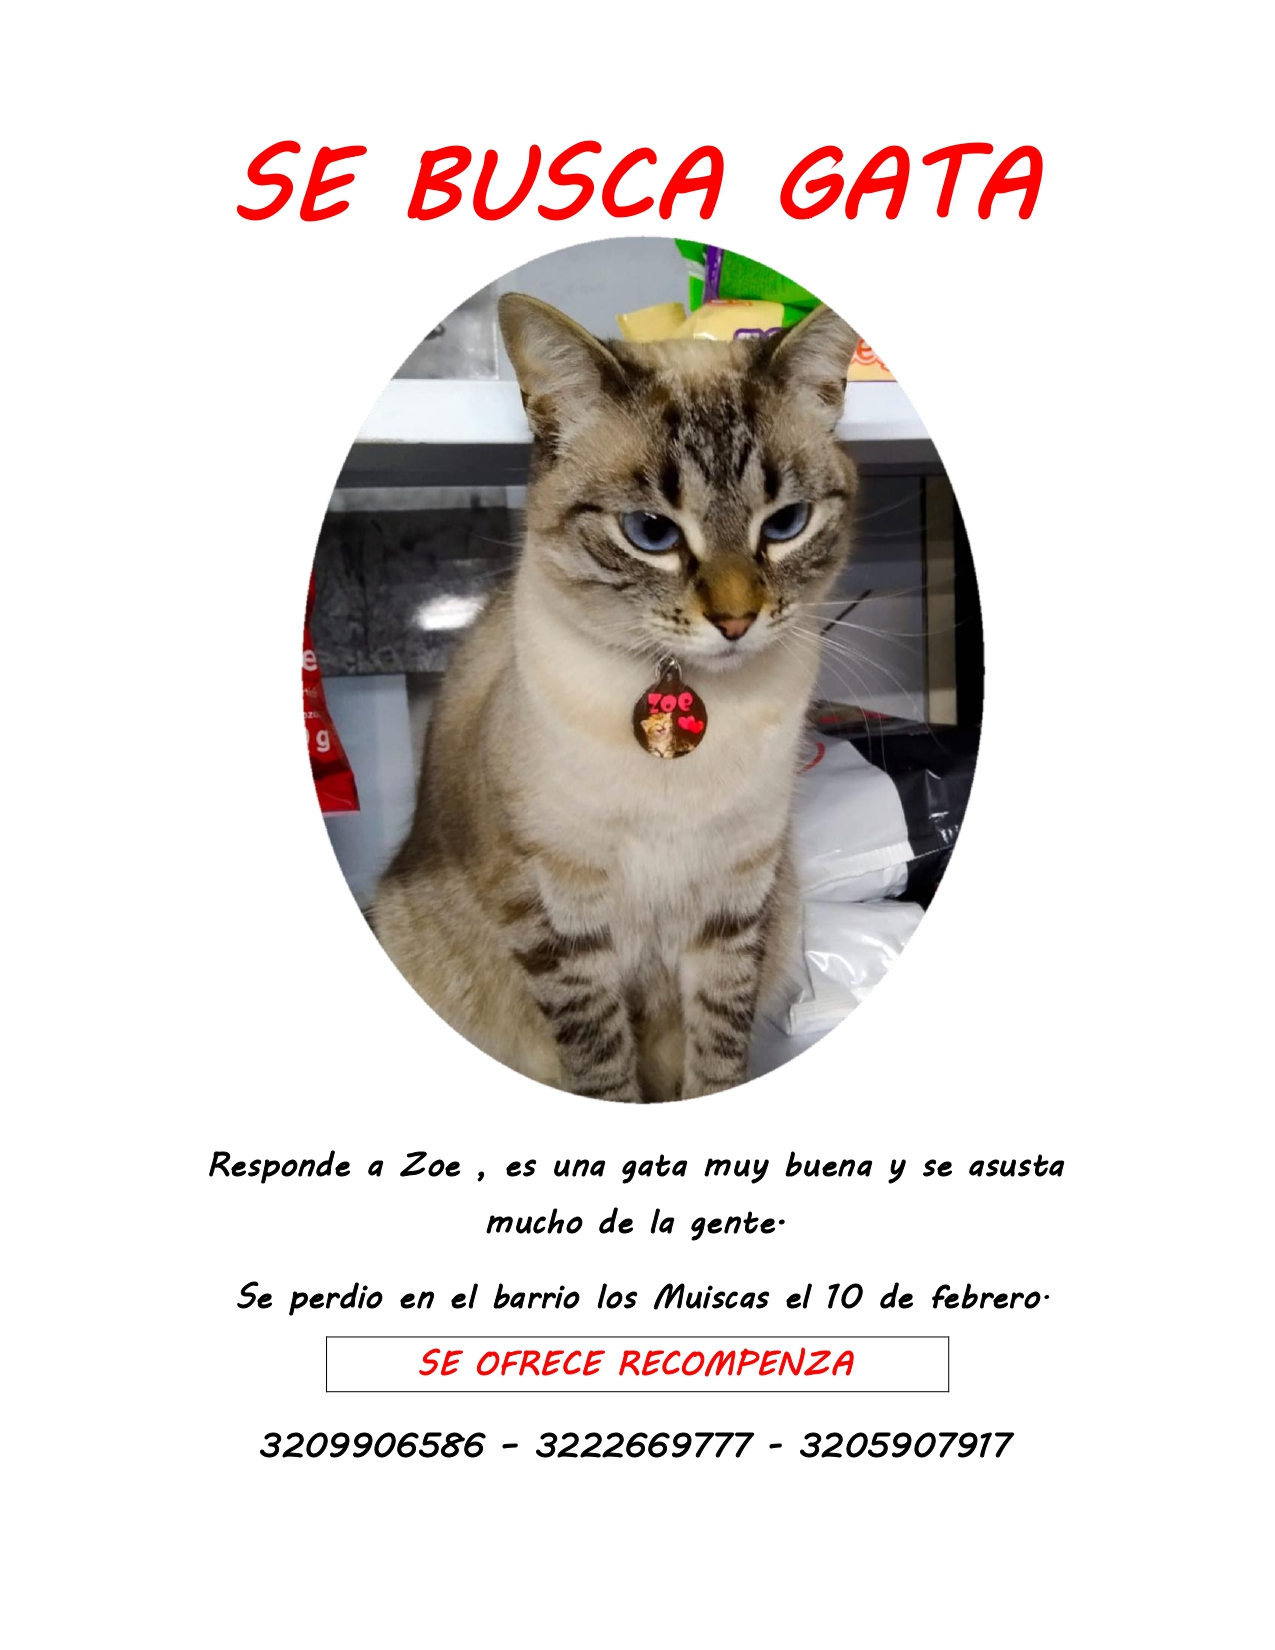 SE BUSCA GATA
zoe
e
g
Responde a Zoe , es una gata muy buena y se asusta
mucho de la gente.
Se perdio en el barrio los Muiscas el 10 de febrero.
SE OFRECE RECOMPENZA
3209906586 - 3222669777 - 3205907917